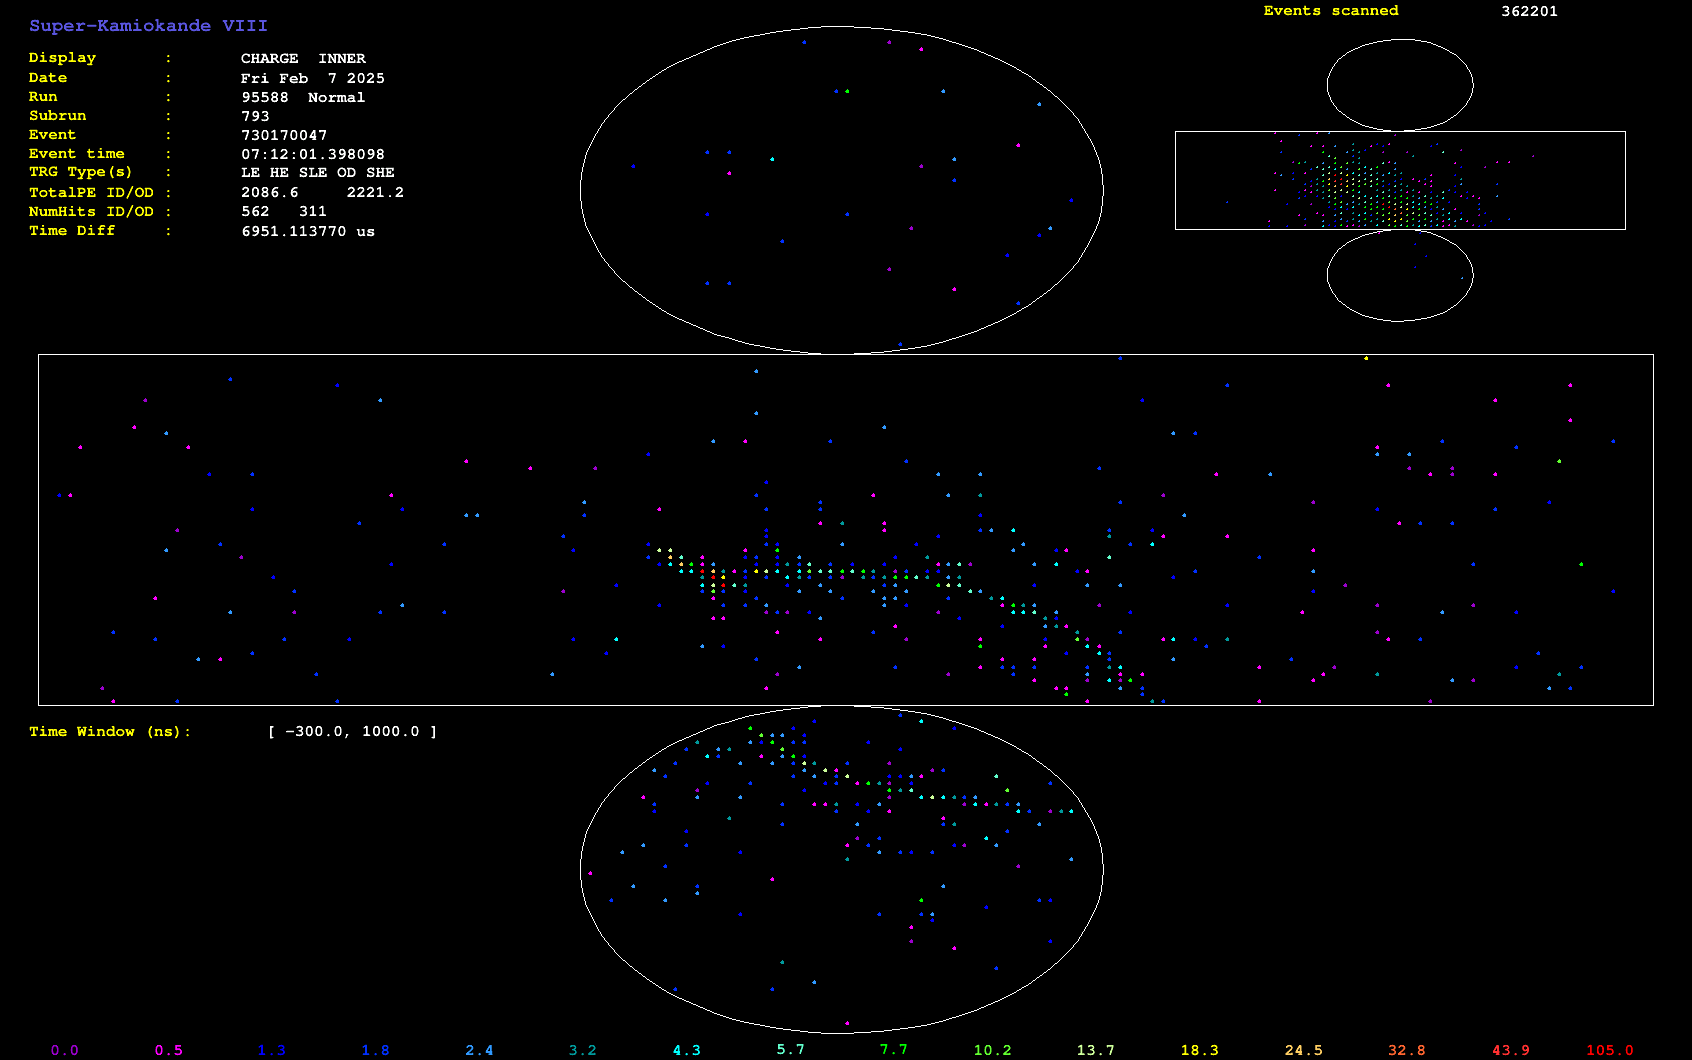 Super-Kamiokande VIII
Events scanned 362201
Display : CHARGE INNER
Date : Fri Feb 7 2025
Run : 95588 Normal
Subrun : 793
Event : 730170047
Event time : 07:12:01.398098
TRG Type(s) : LE HE SLE OD SHE
TotalPE ID/OD : 2086.6 2221.2
NumHits ID/OD : 562 311
Time Diff : 6951.113770 us
Time Window (ns): [ -300.0, 1000.0 ]
0.0 0.5 1.3 1.8 2.4 3.2 4.3 5.7 7.7 10.2 13.7 18.3 24.5 32.8 43.9 105.0